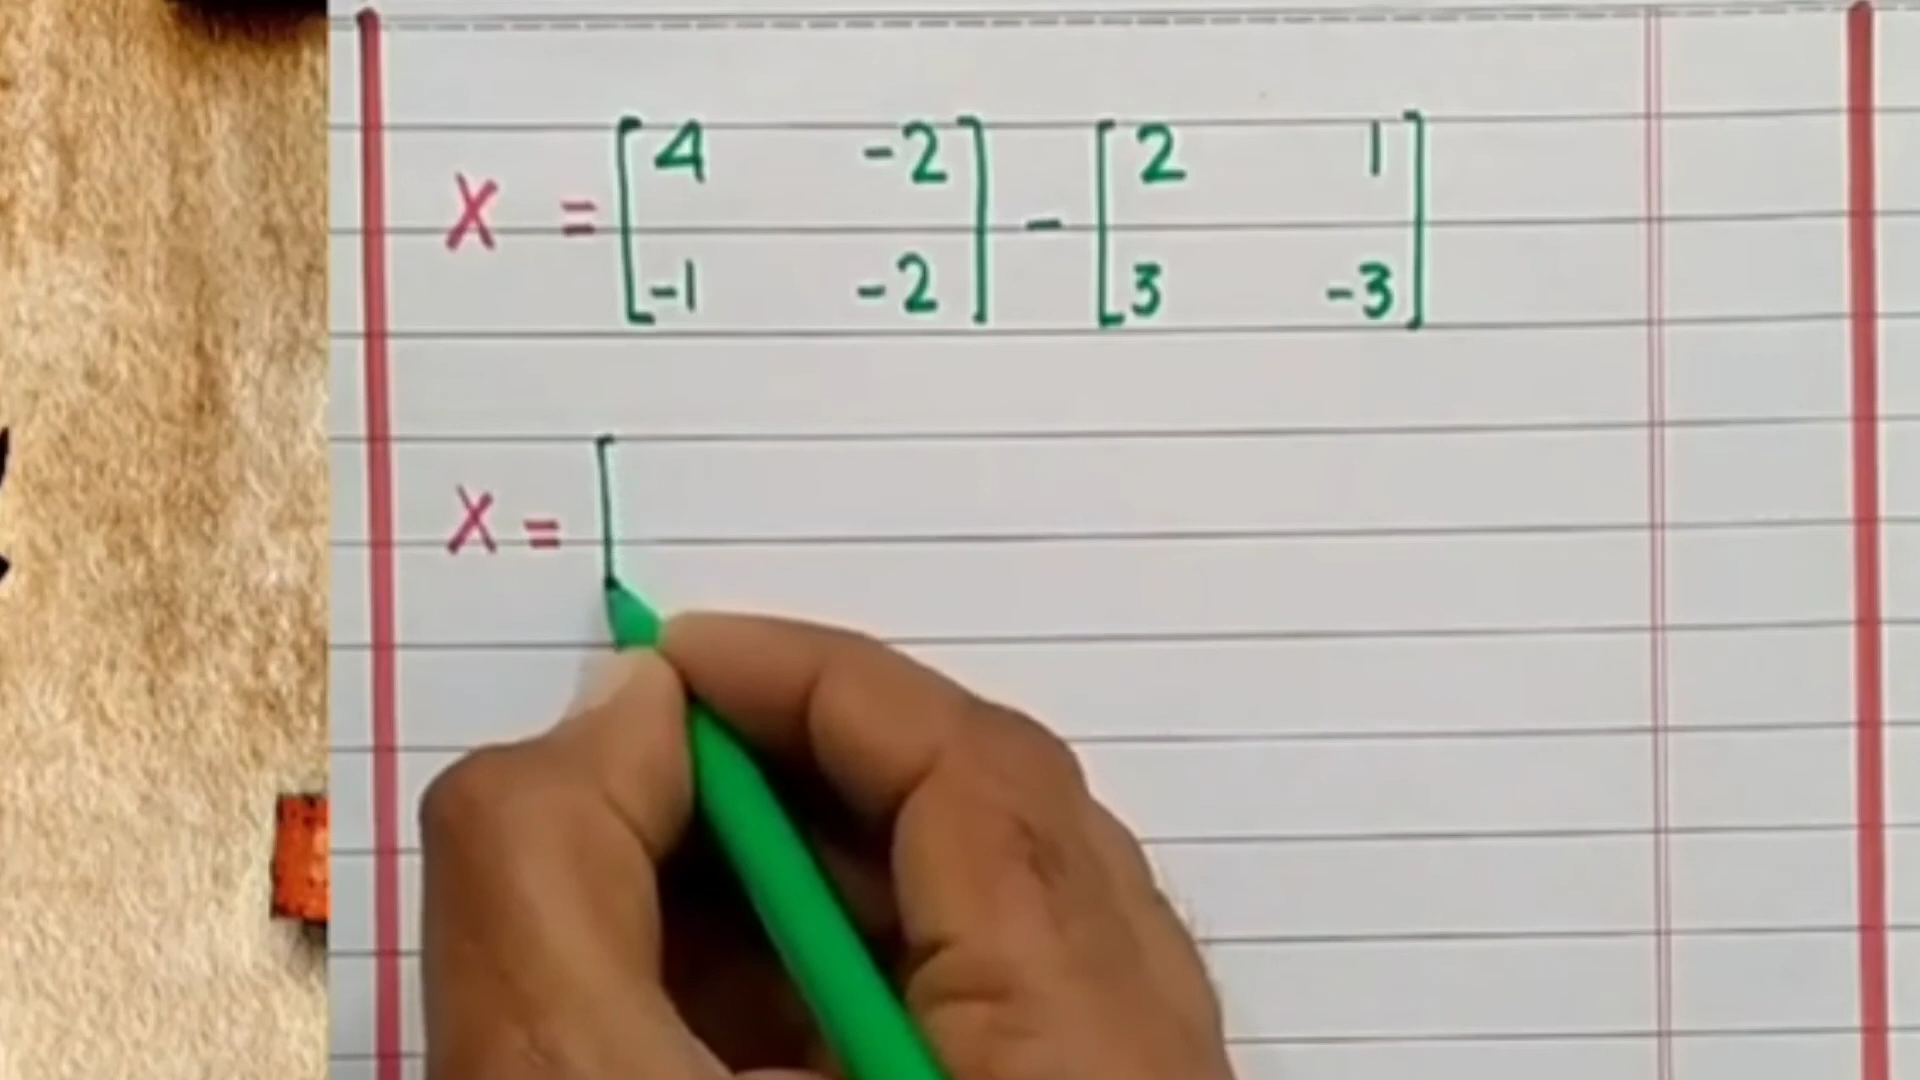 X = [4 -2
-1 -2] - [2 1
3 -3]
X = [